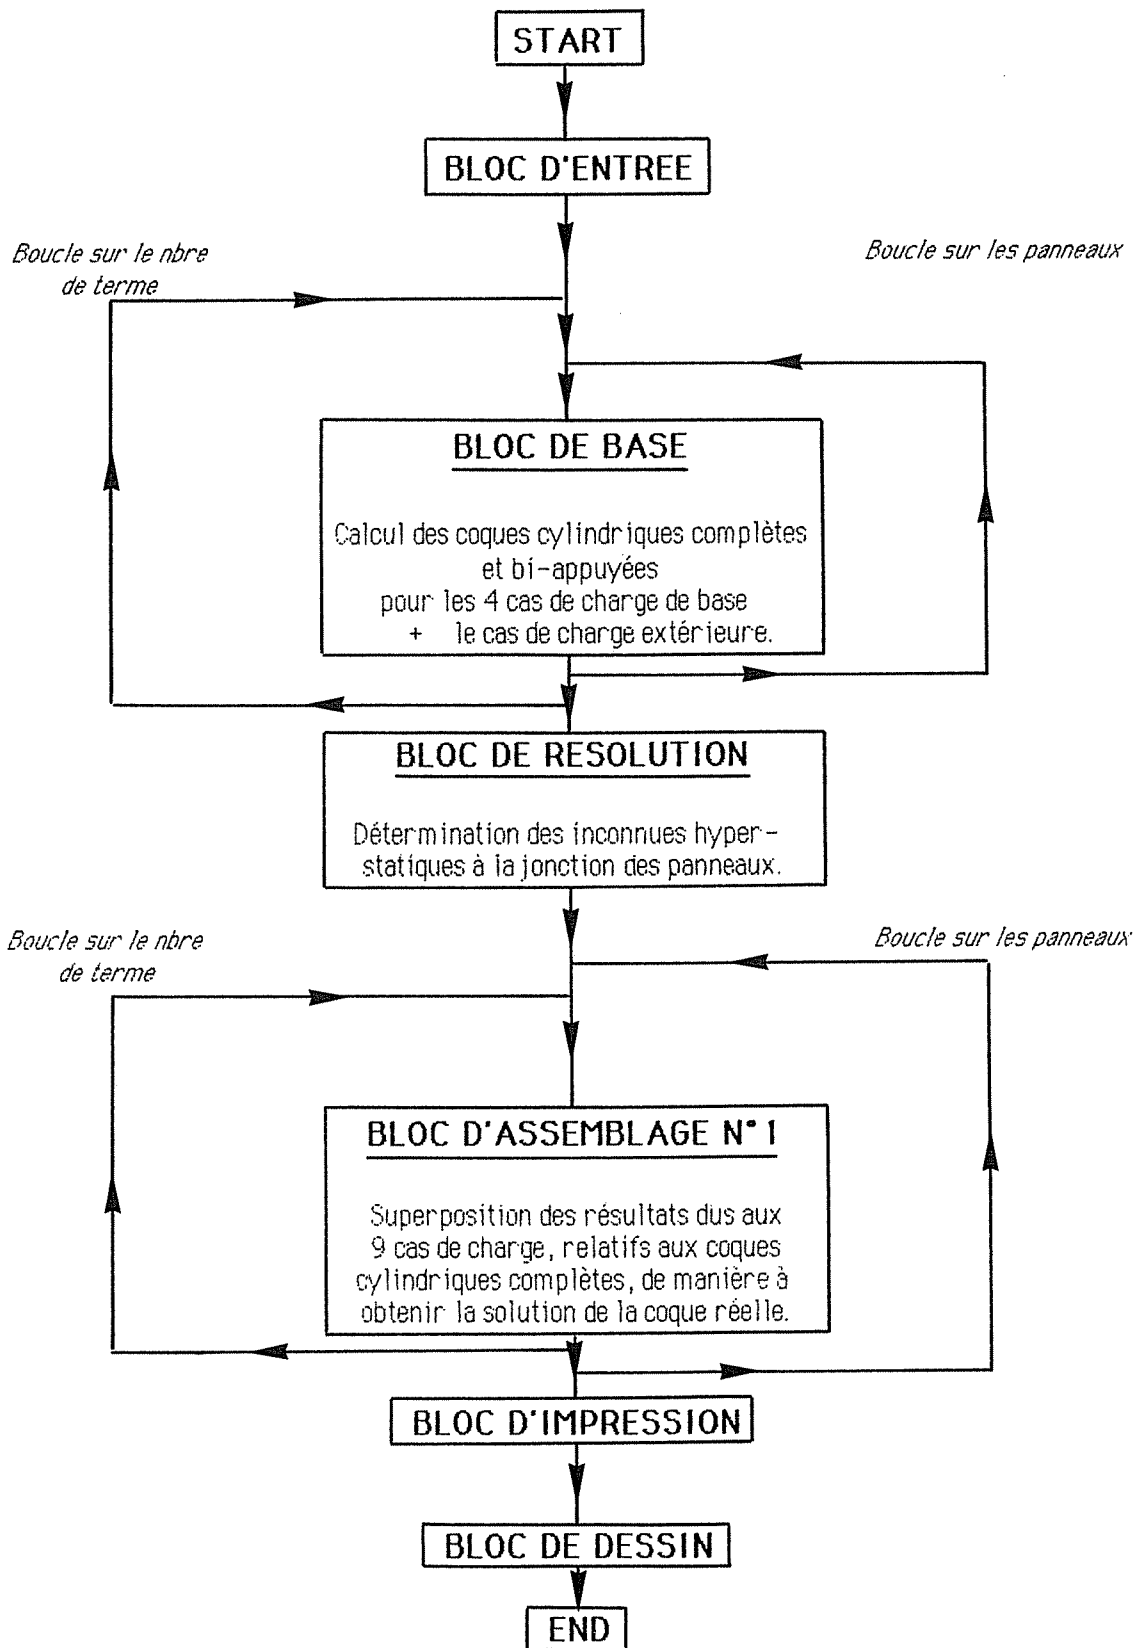 START
BLOC D'ENTREE
Boucle sur le nbre
de terme
Boucle sur les panneaux
BLOC DE BASE
Calcul des coques cylindriques complètes
et bi-appuyées
pour les 4 cas de charge de base
+ le cas de charge extérieure.
BLOC DE RESOLUTION
Détermination des inconnues hyper-
statiques à la jonction des panneaux.
Boucle sur le nbre
de terme
Boucle sur les panneaux
BLOC D'ASSEMBLAGE N° 1
Superposition des résultats dus aux
9 cas de charge, relatifs aux coques
cylindriques complètes, de manière à
obtenir la solution de la coque réelle.
BLOC D'IMPRESSION
BLOC DE DESSIN
END